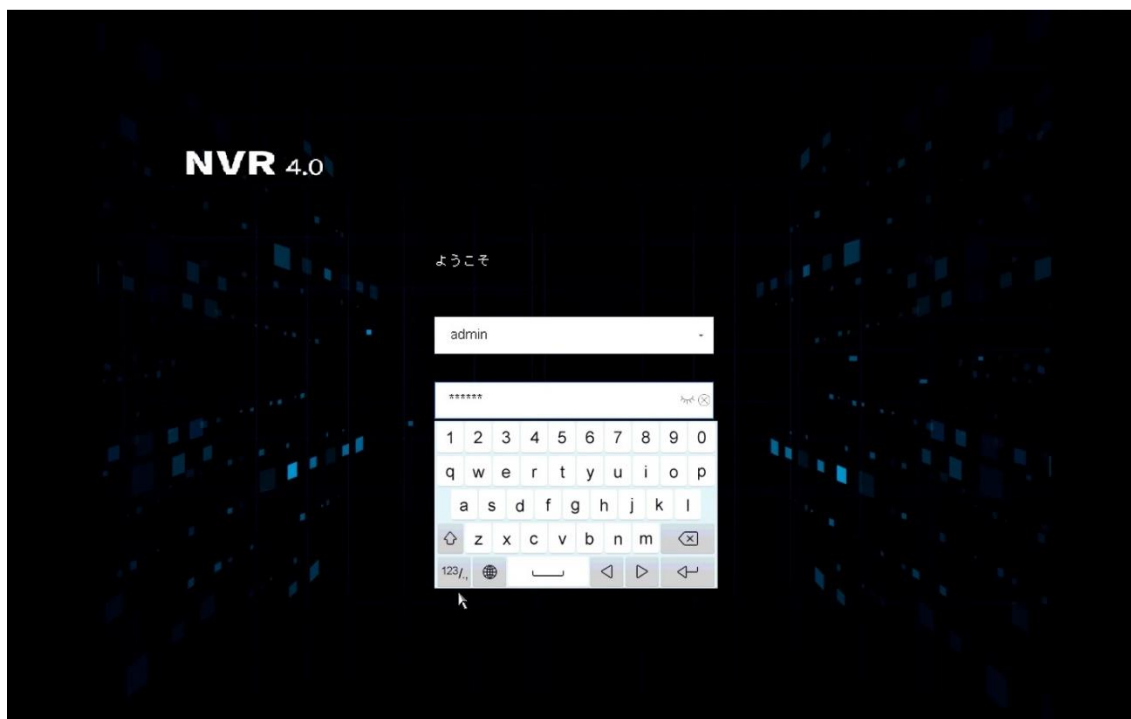 NVR 4.0
ようこそ
admin
******
1 2 3 4 5 6 7 8 9 0
q w e r t y u i o p
a s d f g h j k l
z x c v b n m
123/.,